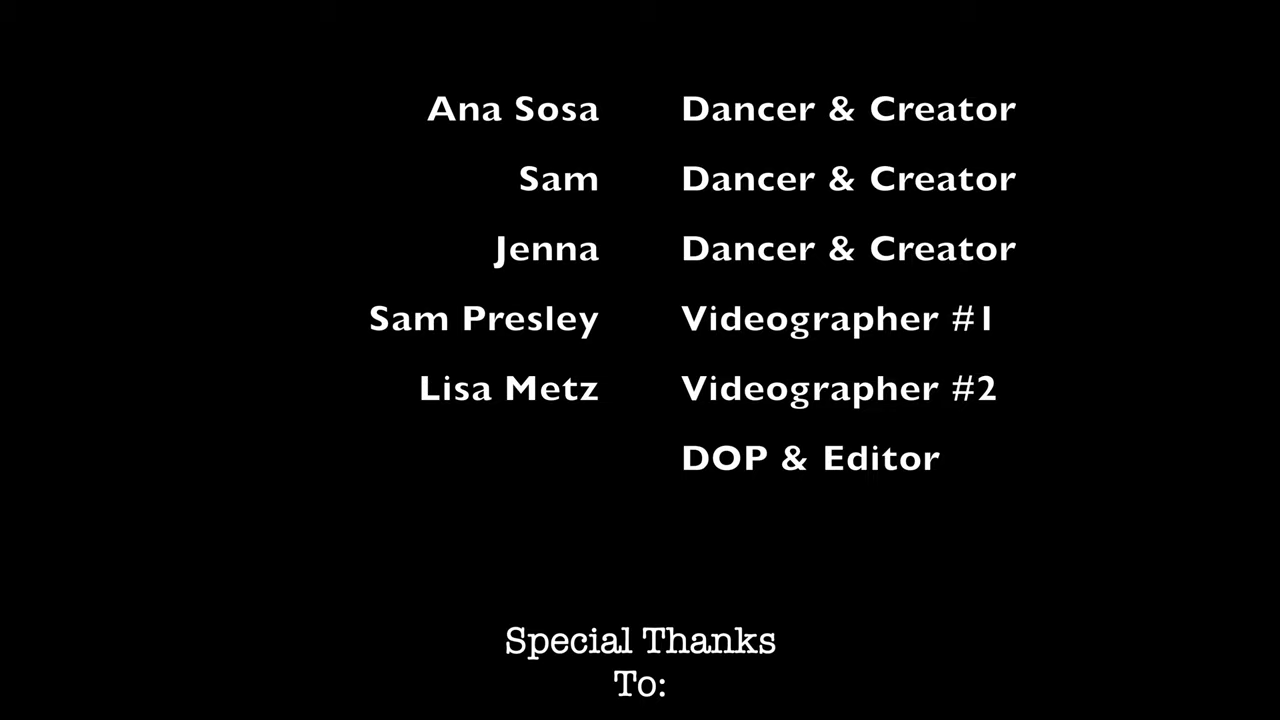 Ana Sosa Dancer & Creator
Sam Dancer & Creator
Jenna Dancer & Creator
Sam Presley Videographer #1
Lisa Metz Videographer #2
DOP & Editor
Special Thanks
To: